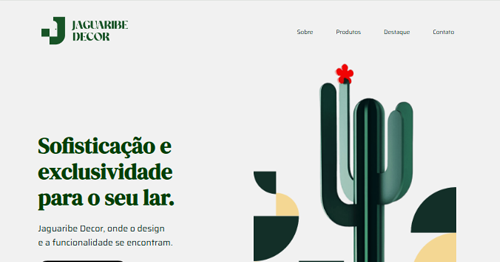 JAGUARIBE
DECOR
Sobre Produtos Destaque Contato
Sofisticação e
exclusividade
para o seu lar.
Jaguaribe Decor, onde o design
e a funcionalidade se encontram.